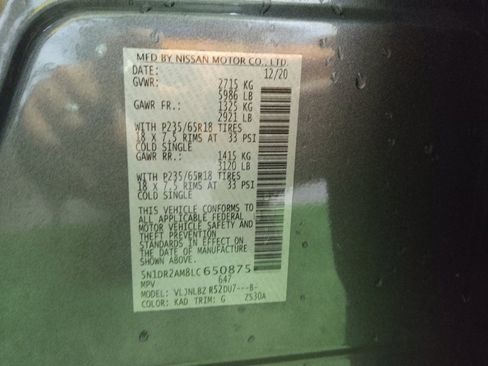 MFD BY NISSAN MOTOR CO., LTD.
DATE: 12/20
GVWR: 2715 KG
5986 LB
GAWR FR.: 1325 KG
2921 LB
WITH P235/65R18 TIRES
18 X 7.5 RIMS AT 33 PSI
COLD SINGLE
GAWR RR.: 1415 KG
3120 LB
WITH P235/65R18 TIRES
18 X 7.5 RIMS AT 33 PSI
COLD SINGLE
THIS VEHICLE CONFORMS TO
ALL APPLICABLE FEDERAL
MOTOR VEHICLE SAFETY AND
THEFT PREVENTION
STANDARDS IN EFFECT ON
THE DATE OF MANUFACTURE
SHOWN ABOVE.
5N1DR2AM8LC650875
MPV 647
MODEL: VLJNLBZ R52DU7---B-
COLOR: KAD TRIM: G Z530A